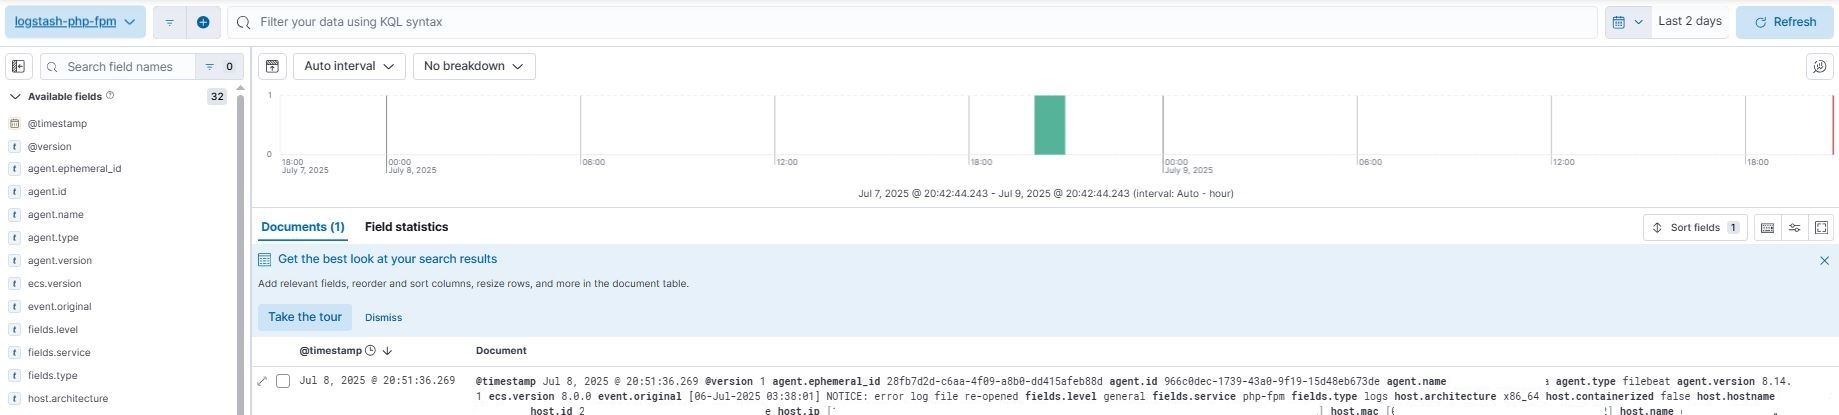 logstash-php-fpm
Filter your data using KQL syntax
Last 2 days
Refresh
Search field names
0
Auto interval
No breakdown
Available fields
32
@timestamp
@version
agent.ephemeral_id
agent.id
agent.name
agent.type
agent.version
ecs.version
event.original
fields.level
fields.service
fields.type
host.architecture
1
0
18:00 00:00 06:00 12:00 18:00 00:00 06:00 12:00 18:00
July 7, 2025 July 8, 2025 July 9, 2025
Jul 7, 2025 @ 20:42:44.243 - Jul 9, 2025 @ 20:42:44.243 (interval: Auto - hour)
Documents (1) Field statistics
Sort fields 1
Get the best look at your search results
Add relevant fields, reorder and sort columns, resize rows, and more in the document table.
Take the tour Dismiss
@timestamp Document
Jul 8, 2025 @ 20:51:36.269
@timestamp Jul 8, 2025 @ 20:51:36.269 @version 1 agent.ephemeral_id 28fb7d2d-c6aa-4f09-a8b0-dd415afeb88d agent.id 966c0dec-1739-43a0-9f19-15d48eb673de agent.name a agent.type filebeat agent.version 8.14.
1 ecs.version 8.0.0 event.original [06-Jul-2025 03:38:01] NOTICE: error log file re-opened fields.level general fields.service php-fpm fields.type logs host.architecture x86_64 host.containerized false host.hostname
host.id 2 e host.ip [ ] host.mac [ ] host.name